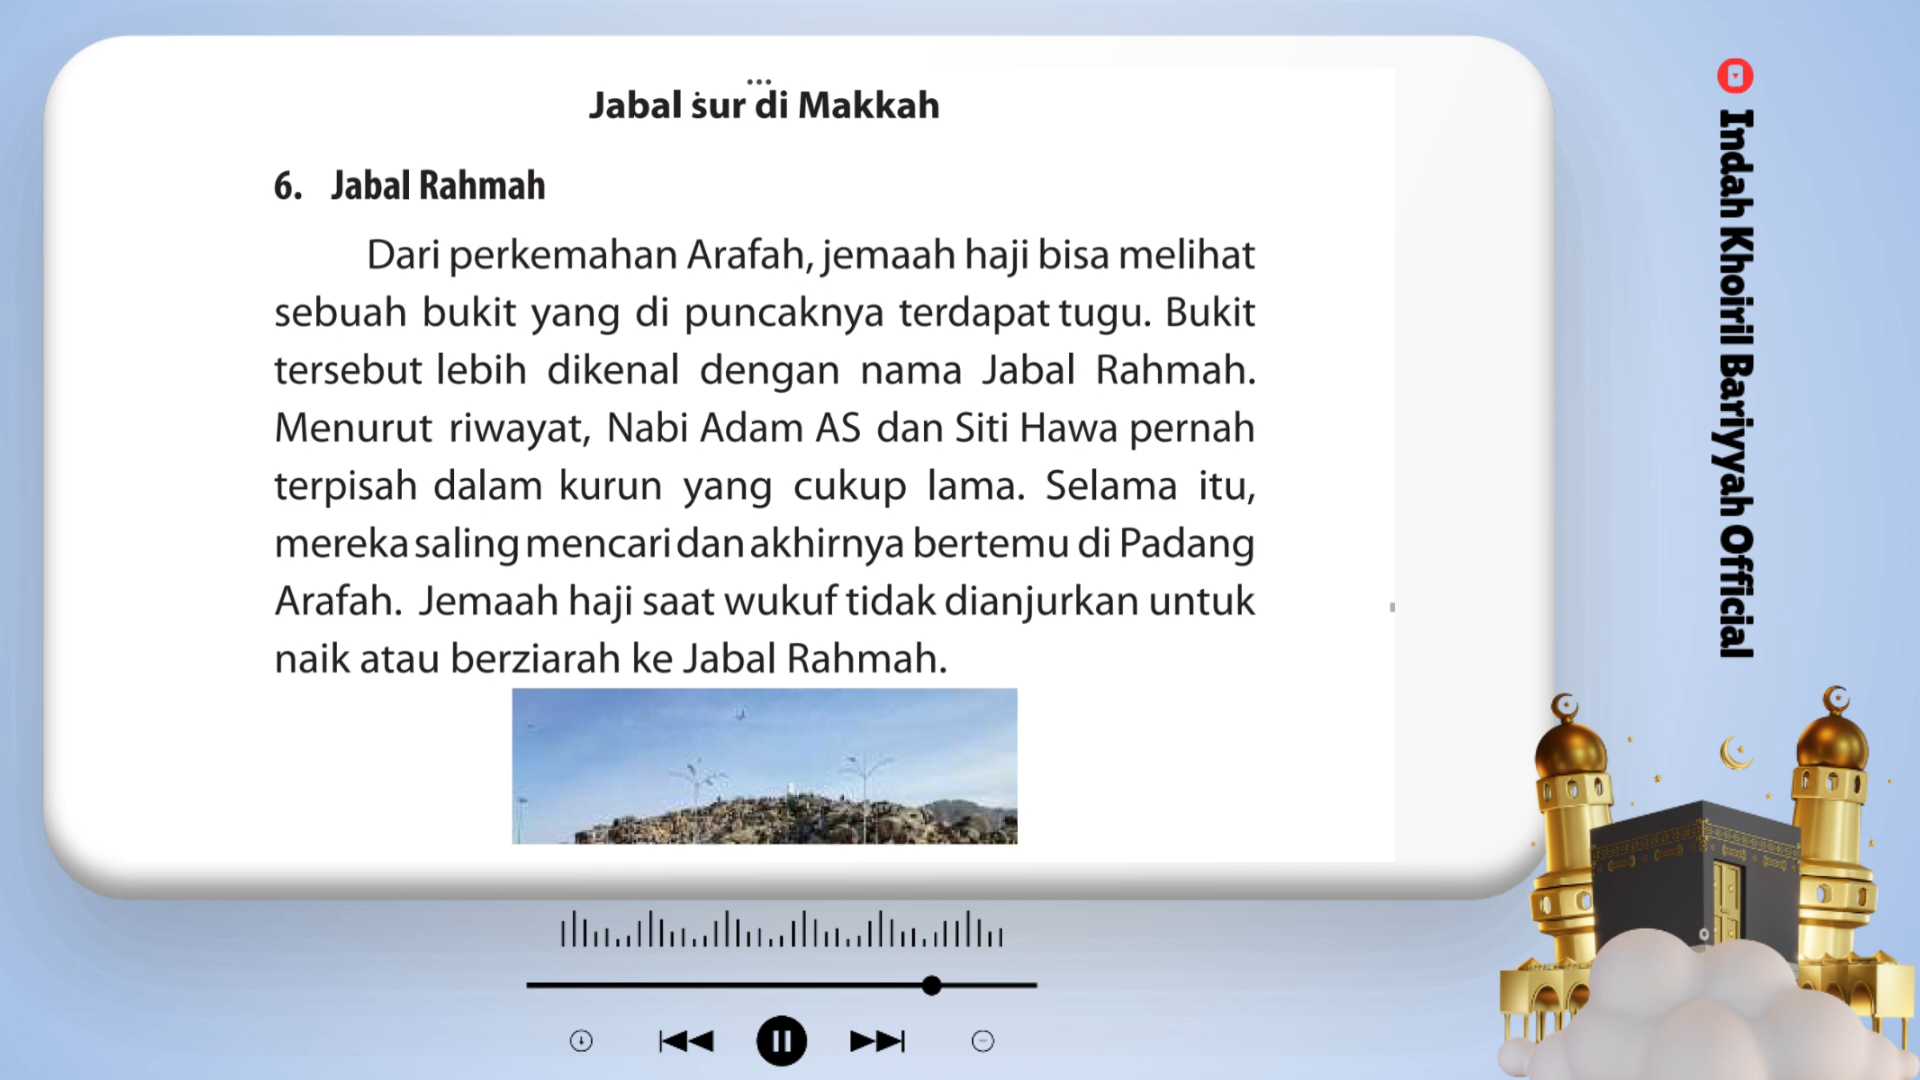 Jabal ṡur di Makkah
6. Jabal Rahmah
Dari perkemahan Arafah, jemaah haji bisa melihat
sebuah bukit yang di puncaknya terdapat tugu. Bukit
tersebut lebih dikenal dengan nama Jabal Rahmah.
Menurut riwayat, Nabi Adam AS dan Siti Hawa pernah
terpisah dalam kurun yang cukup lama. Selama itu,
mereka saling mencari dan akhirnya bertemu di Padang
Arafah. Jemaah haji saat wukuf tidak dianjurkan untuk
naik atau berziarah ke Jabal Rahmah.
Indah Khoiril Bariyyah Official